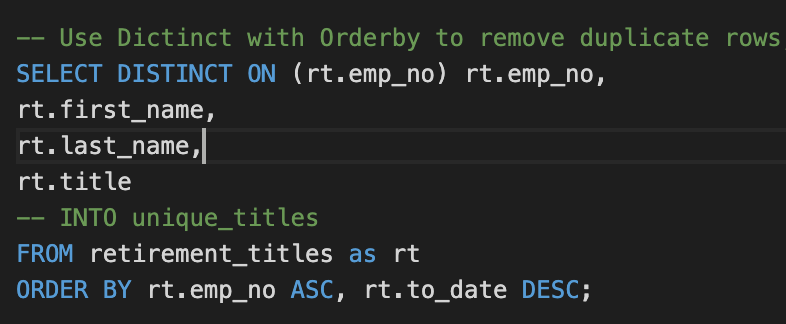 -- Use Dictinct with Orderby to remove duplicate rows
SELECT DISTINCT ON (rt.emp_no) rt.emp_no,
rt.first_name,
rt.last_name,
rt.title
-- INTO unique_titles
FROM retirement_titles as rt
ORDER BY rt.emp_no ASC, rt.to_date DESC;